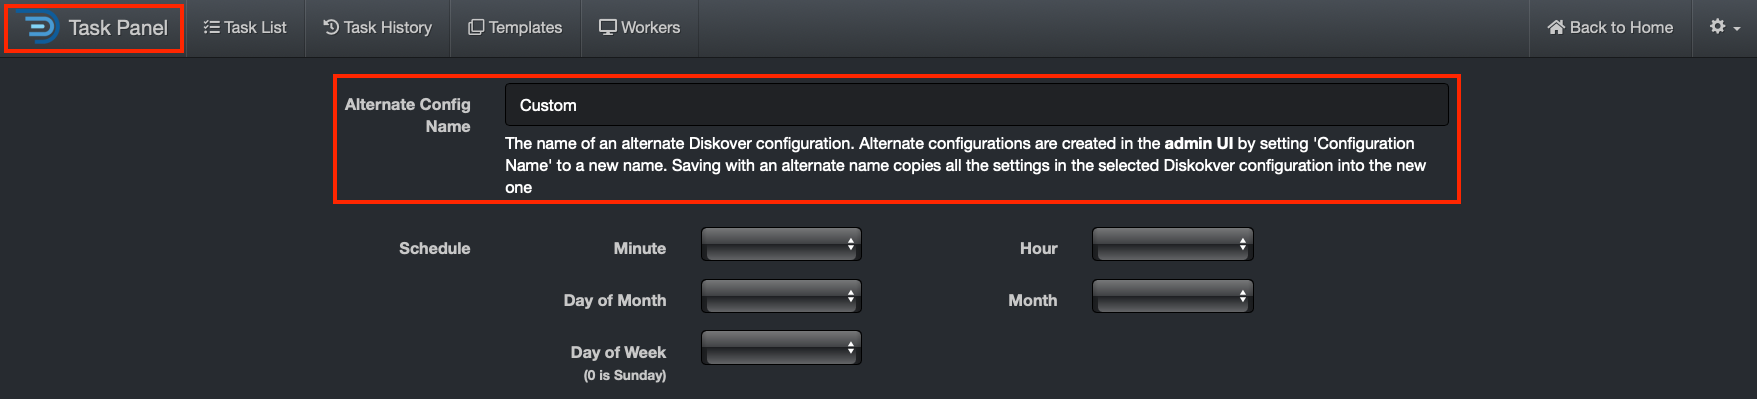 Task Panel Task List Task History Templates Workers Back to Home
Alternate Config Name
Custom
The name of an alternate Diskover configuration. Alternate configurations are created in the admin UI by setting 'Configuration
Name' to a new name. Saving with an alternate name copies all the settings in the selected Diskokver configuration into the new
one
Schedule Minute Hour
Day of Month Month
Day of Week
(0 is Sunday)